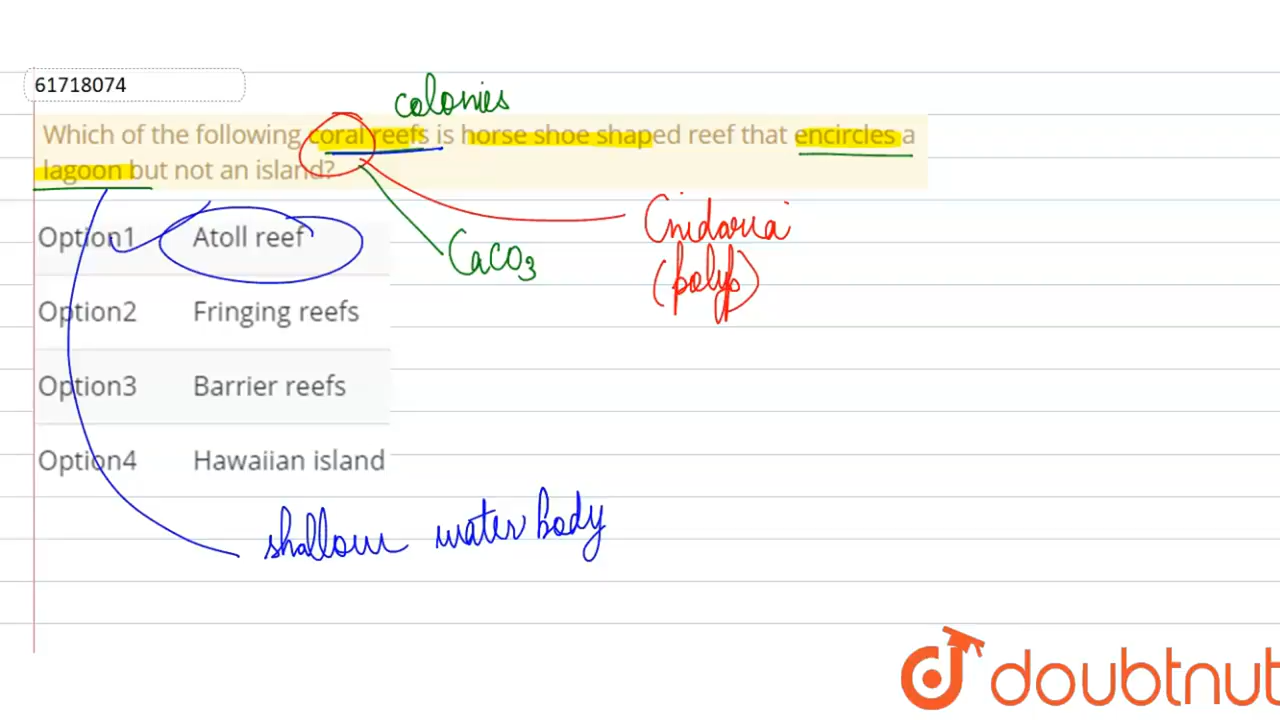 61718074
colonies
Which of the following coral reefs is horse shoe shaped reef that encircles a
lagoon but not an island?
Option1 Atoll reef
Option2 Fringing reefs
Option3 Barrier reefs
Option4 Hawaiian island
CaCO3
Cnidaria
(polyp)
shallow water body
doubtnut